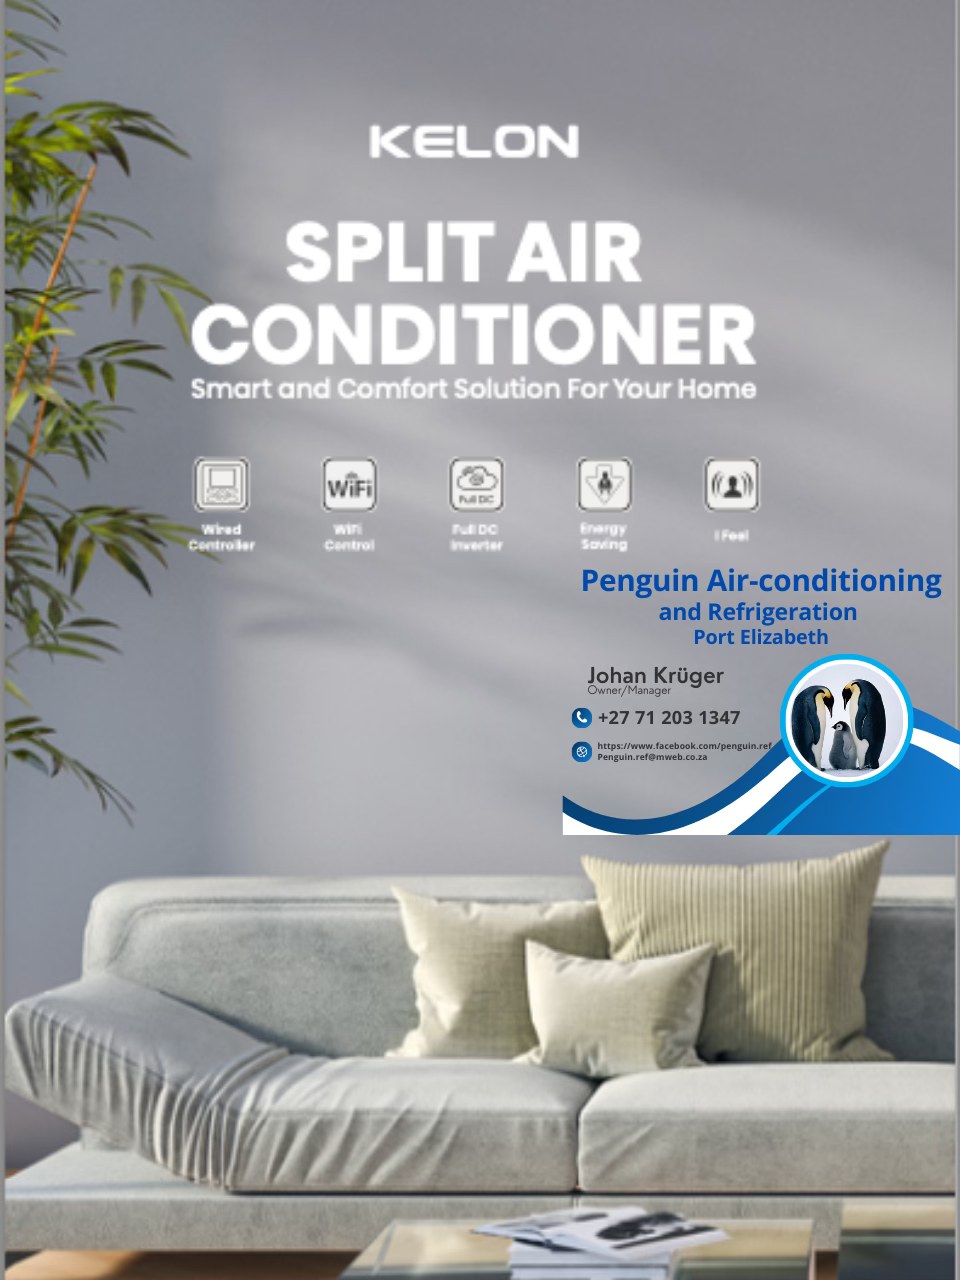 KELON
SPLIT AIR
CONDITIONER
Smart and Comfort Solution For Your Home
WiFi
Full DC
Wired
Controller
WiFi
Control
Full DC
Inverter
Energy
Saving
I Feel
Penguin Air-conditioning
and Refrigeration
Port Elizabeth
Johan Krüger
Owner/Manager
+27 71 203 1347
https://www.facebook.com/penguin.ref
Penguin.ref@mweb.co.za